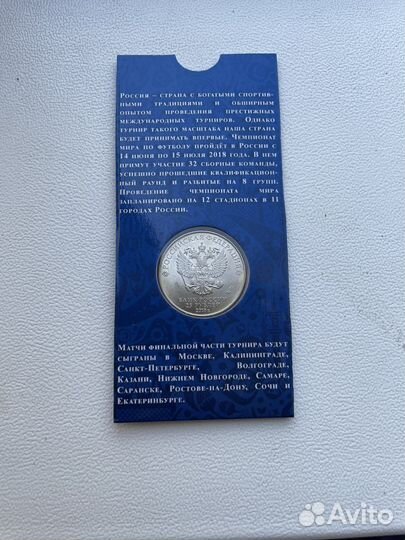 Россия – страна с богатыми спортив-
ными традициями и обширным
опытом проведения престижных
международных турниров. Однако
турнир такого масштаба наша страна
будет принимать впервые. Чемпионат
мира по футболу пройдёт в России с
14 июня по 15 июля 2018 года. В нем
примут участие 32 сборные команды,
успешно прошедшие квалификацион-
ный раунд и разбитые на 8 групп.
Проведение чемпионата мира
запланировано на 12 стадионах в 11
городах России.
РОССИЙСКАЯ ФЕДЕРАЦИЯ
БАНК РОССИИ
25 РУБЛЕЙ
Матчи финальной части турнира будут
сыграны в Москве, Калининграде,
Санкт-Петербурге, Волгограде,
Казани, Нижнем Новгороде, Самаре,
Саранске, Ростове-на-Дону, Сочи и
Екатеринбурге.
Avito